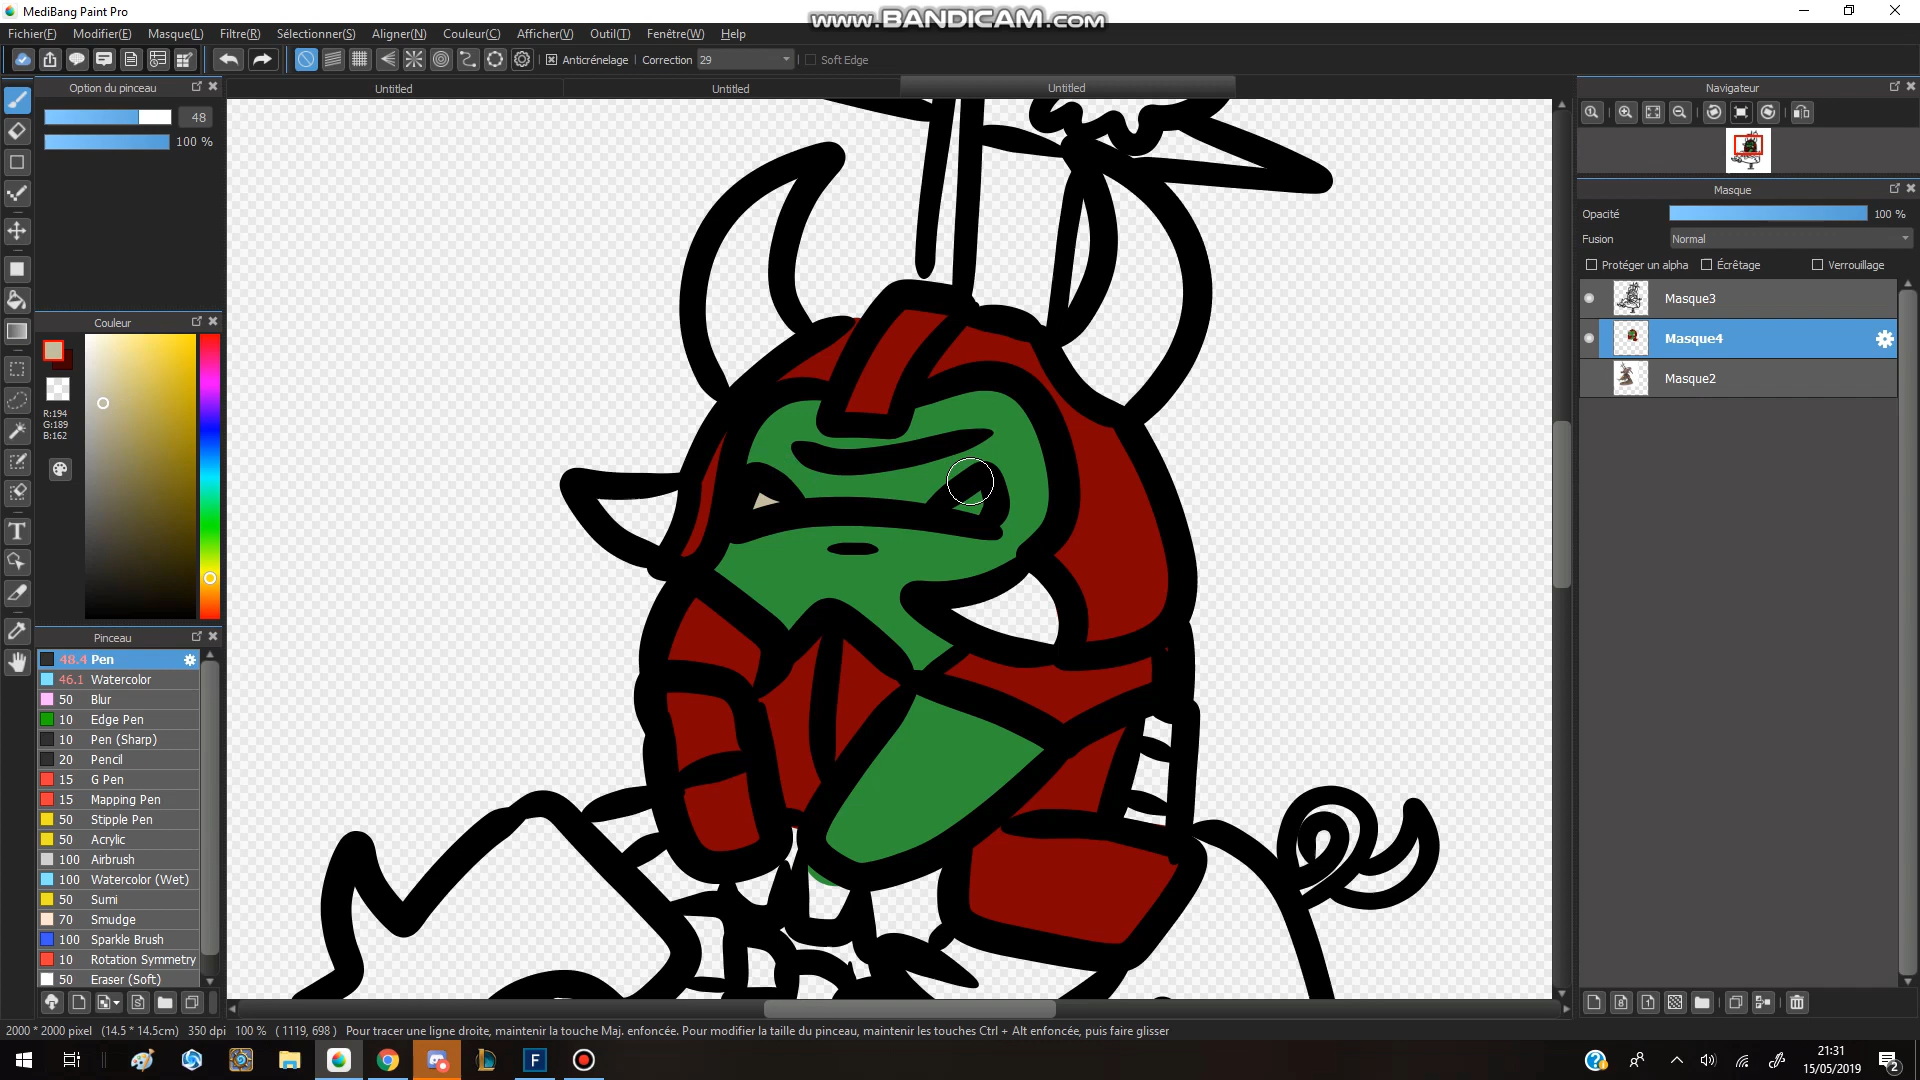 MediBang Paint Pro
www.BANDICAM.com
Fichier(F) Modifier(E) Masque(L) Filtre(R) Sélectionner(S) Aligner(N) Couleur(C) Afficher(V) Outil(T) Fenêtre(W) Help
Anticrénelage Correction 29 Soft Edge
Option du pinceau
Untitled Untitled Untitled
Navigateur
48
100 %
Masque
Opacité 100 %
Fusion Normal
Protéger un alpha Écrêtage Verrouillage
Masque3
Masque4
Masque2
Couleur
R:194
G:189
B:162
T
Pinceau
48.4 Pen
46.1 Watercolor
50 Blur
10 Edge Pen
10 Pen (Sharp)
20 Pencil
15 G Pen
15 Mapping Pen
50 Stipple Pen
50 Acrylic
100 Airbrush
100 Watercolor (Wet)
50 Sumi
70 Smudge
100 Sparkle Brush
10 Rotation Symmetry
50 Eraser (Soft)
2000 * 2000 pixel (14.5 * 14.5cm) 350 dpi 100 % ( 1119, 698 ) Pour tracer une ligne droite, maintenir la touche Maj. enfoncée. Pour modifier la taille du pinceau, maintenir les touches Ctrl + Alt enfoncée, puis faire glisser
F
21:31
15/05/2019
2